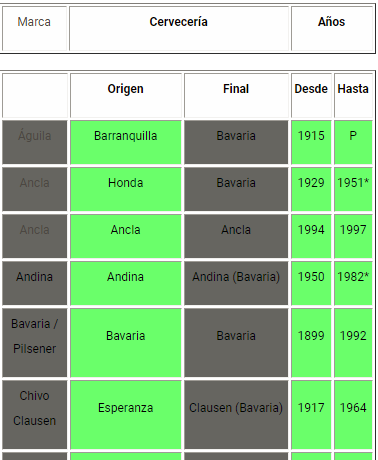 Marca Cervecería Años
Origen Final Desde Hasta
Águila Barranquilla Bavaria 1915 P
Ancla Honda Bavaria 1929 1951*
Ancla Ancla Ancla 1994 1997
Andina Andina Andina (Bavaria) 1950 1982*
Bavaria /
Pilsener Bavaria Bavaria 1899 1992
Chivo
Clausen Esperanza Clausen (Bavaria) 1917 1964